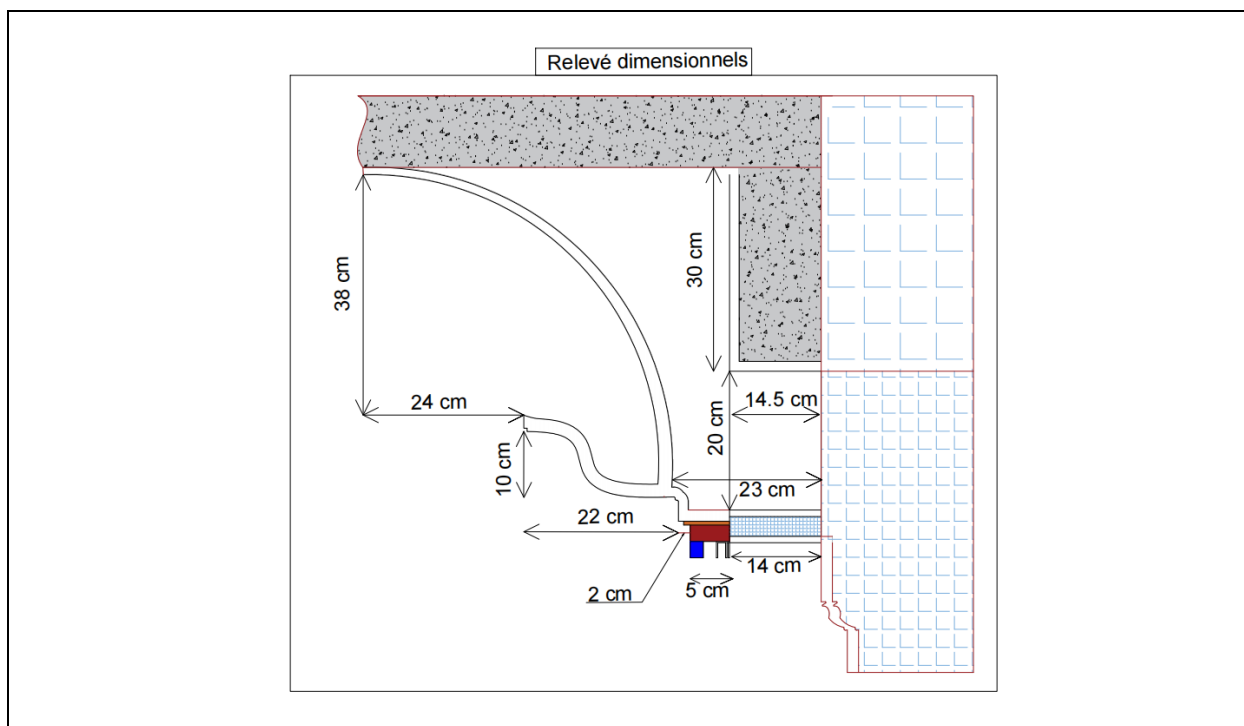 Relevé dimensionnels
38 cm
30 cm
24 cm
20 cm
14.5 cm
10 cm
23 cm
22 cm
14 cm
5 cm
2 cm